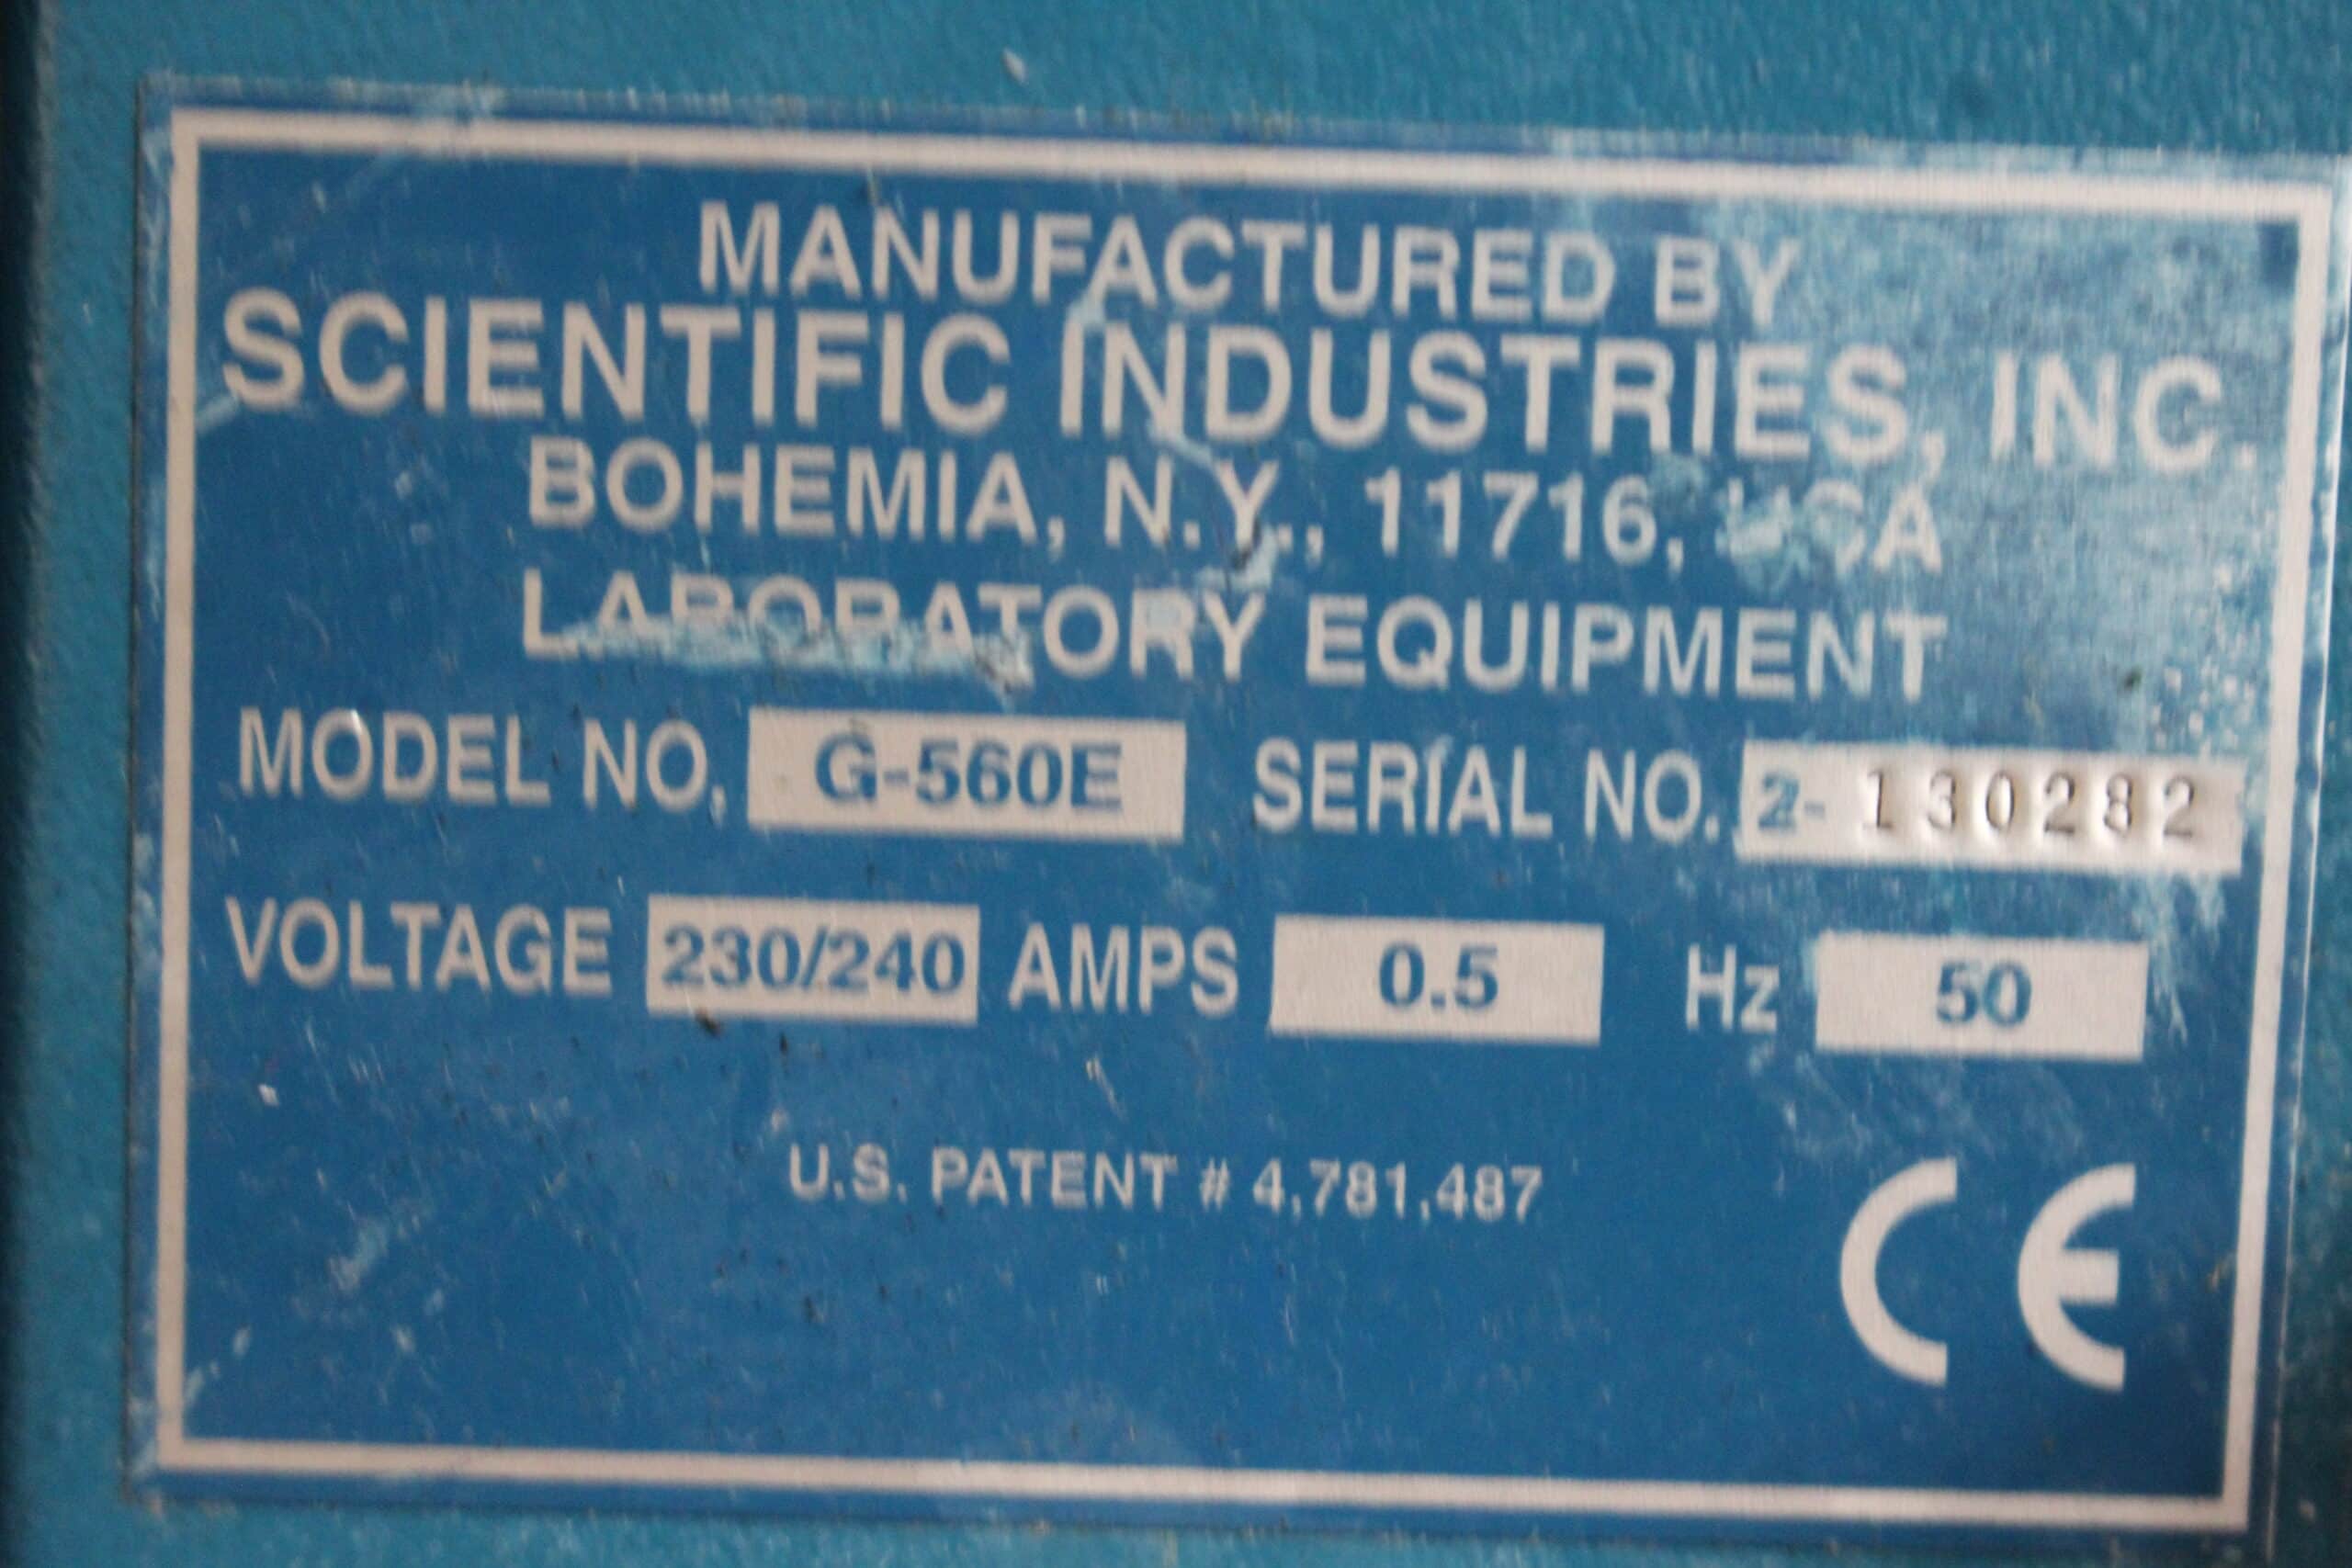 MANUFACTURED BY
SCIENTIFIC INDUSTRIES, INC.
BOHEMIA, N.Y., 11716, USA
LABORATORY EQUIPMENT
MODEL NO. G-560E SERIAL NO. 2-130282
VOLTAGE 230/240 AMPS 0.5 Hz 50
U.S. PATENT # 4,781,487
CE